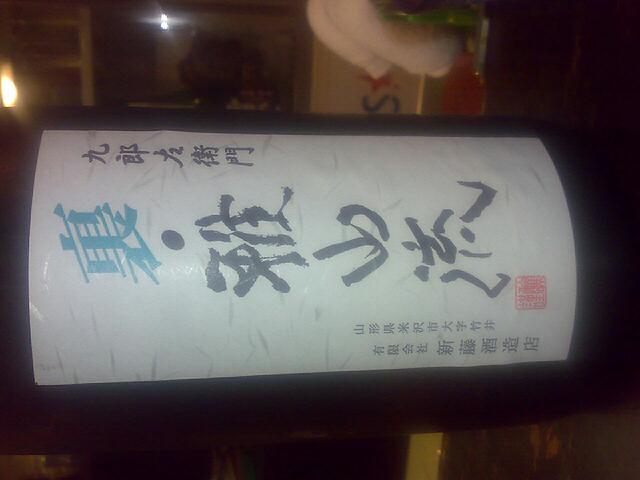 九郎左衛門
裏・雅山流
山形県米沢市大字竹井
有限会社 新藤酒造店